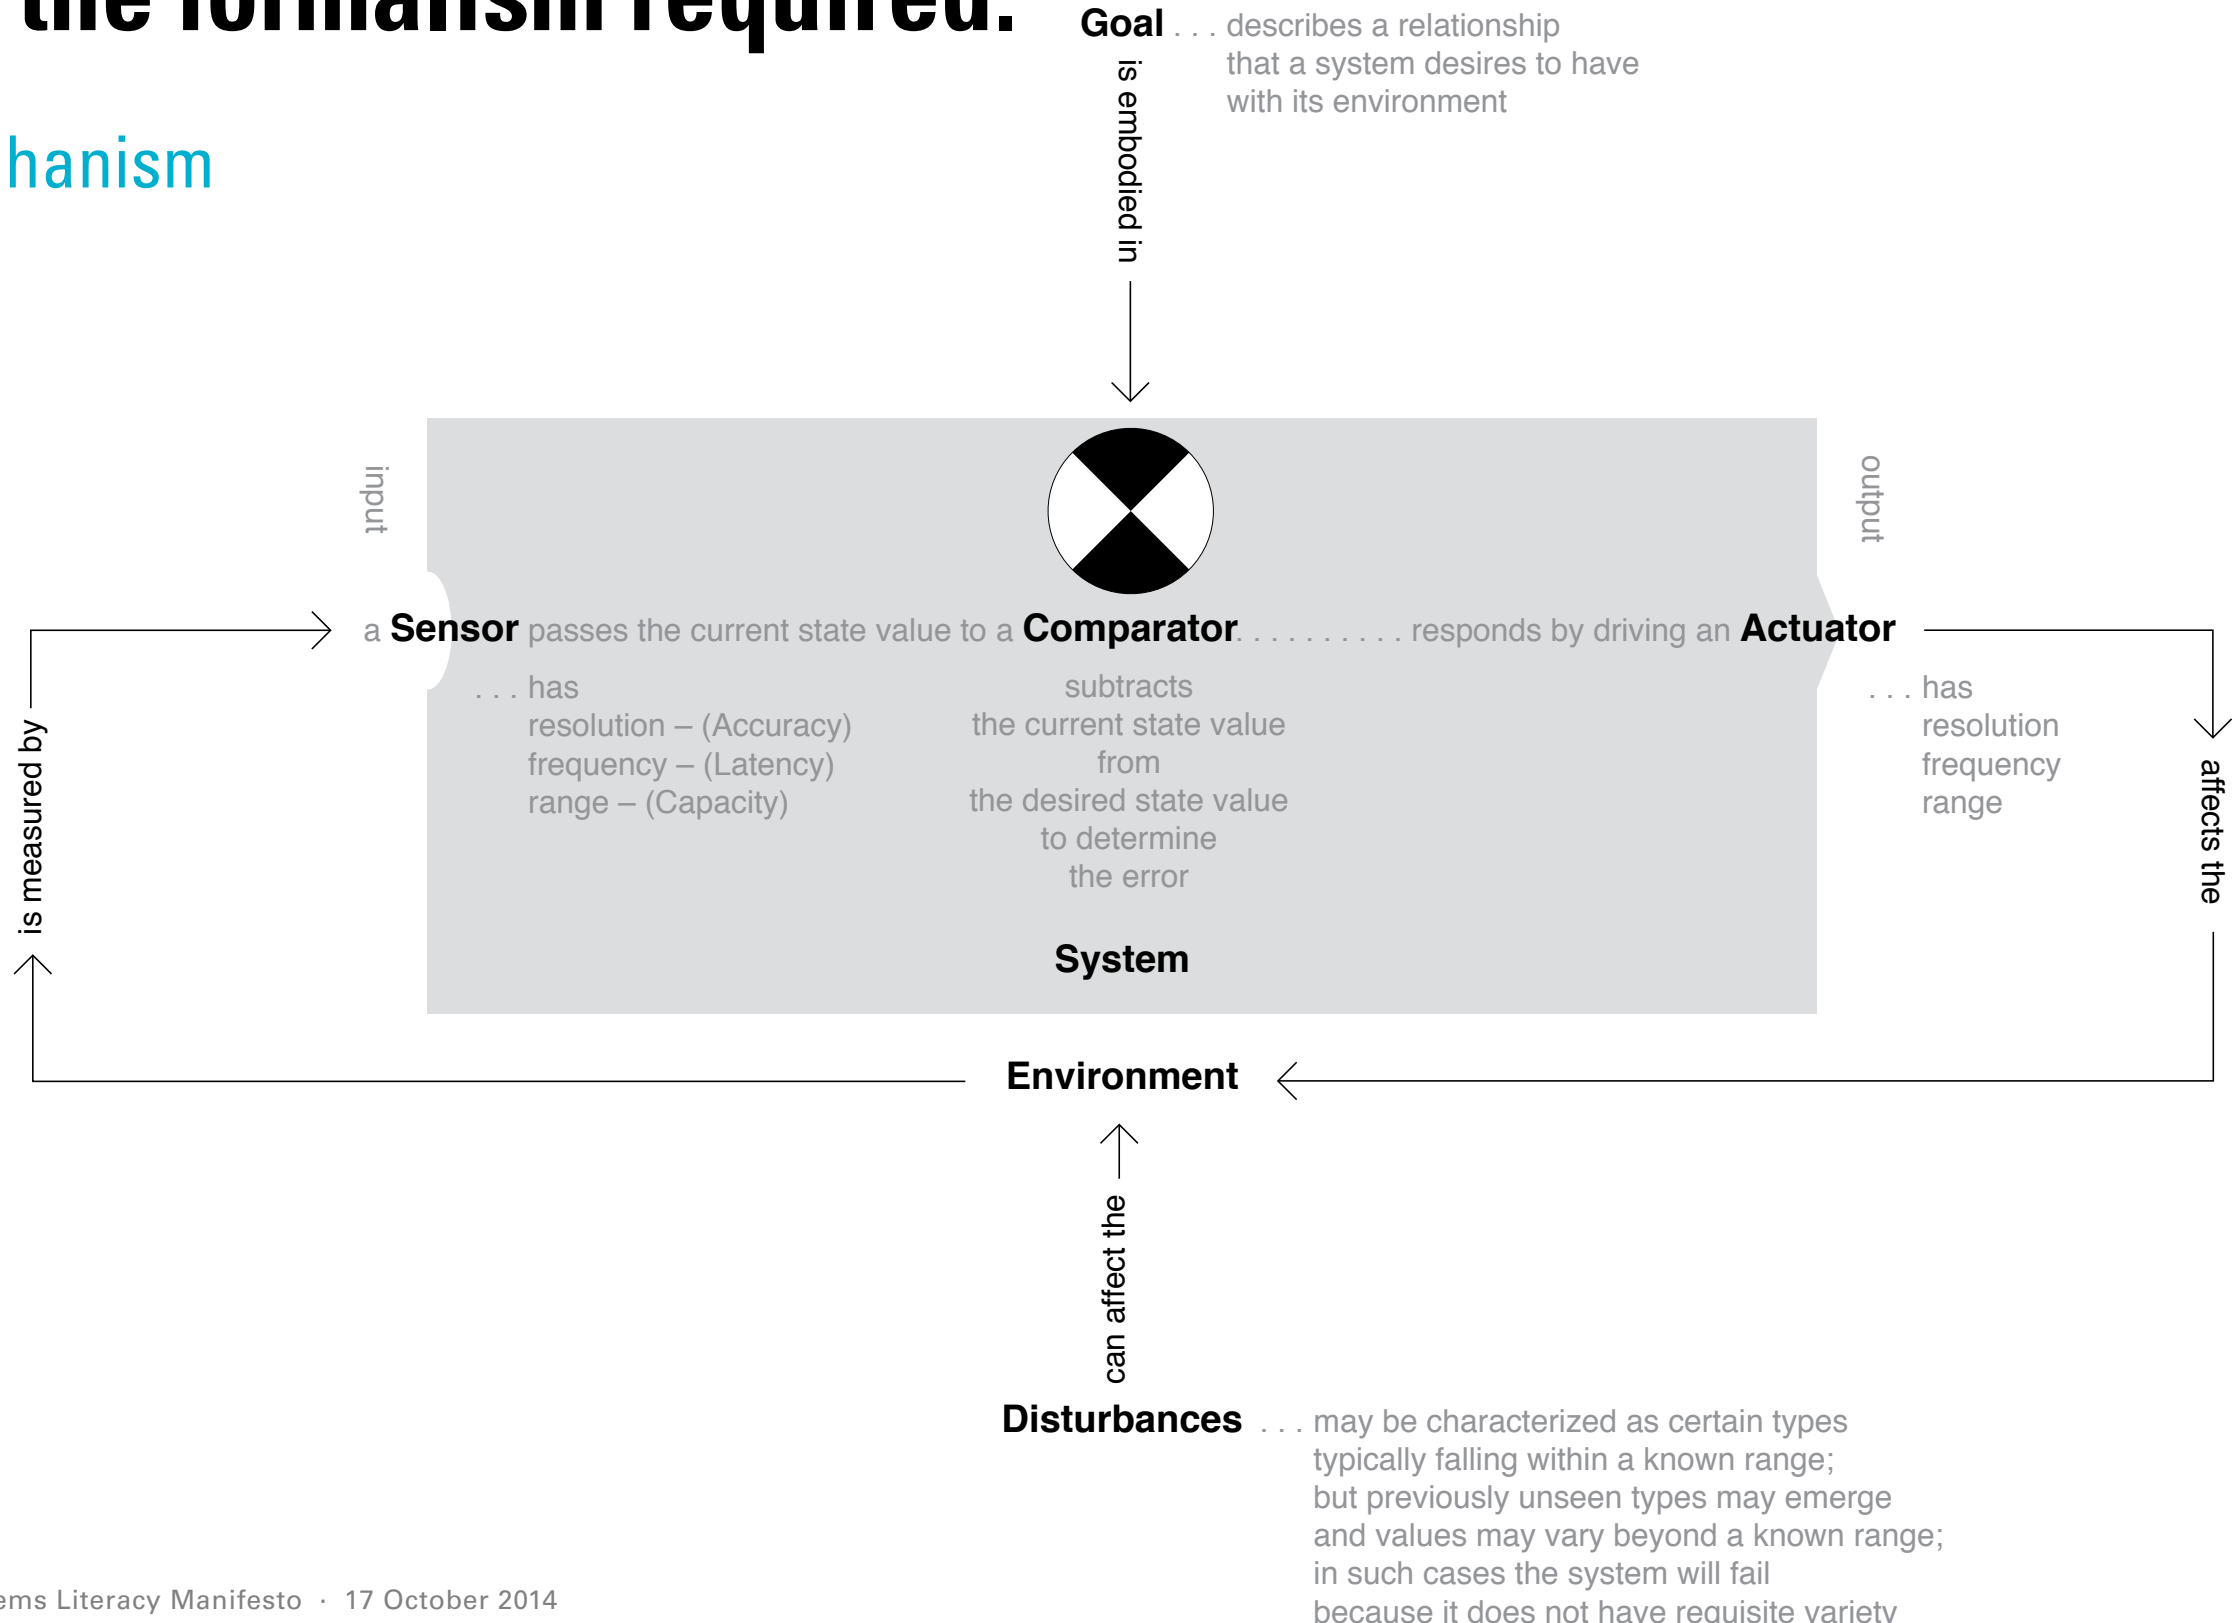 the formalism required.
hanism
Goal . . . describes a relationship
that a system desires to have
with its environment
is embodied in
input
output
a Sensor passes the current state value to a Comparator. . . . . . . . . . responds by driving an Actuator
. . . has
resolution – (Accuracy)
frequency – (Latency)
range – (Capacity)
subtracts
the current state value
from
the desired state value
to determine
the error
. . . has
resolution
frequency
range
is measured by
affects the
System
Environment
can affect the
Disturbances . . . may be characterized as certain types
typically falling within a known range;
but previously unseen types may emerge
and values may vary beyond a known range;
in such cases the system will fail
because it does not have requisite variety
ems Literacy Manifesto · 17 October 2014